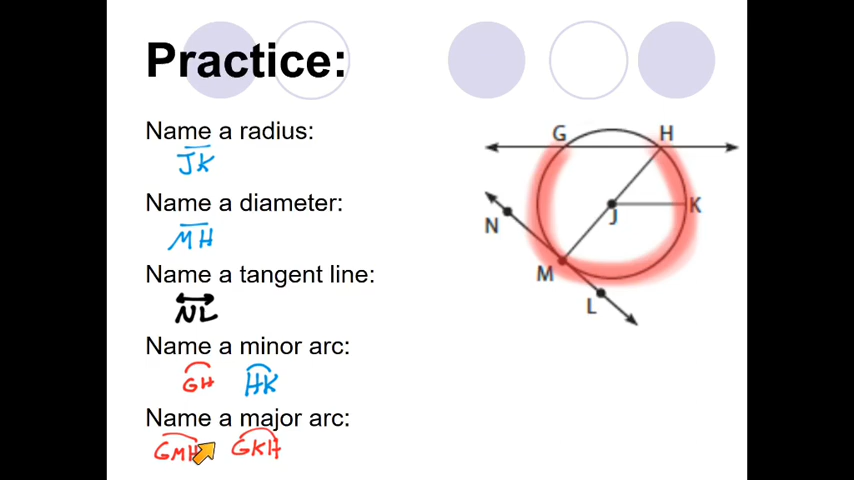 Practice:
Name a radius:
JK
Name a diameter:
MH
Name a tangent line:
NL
Name a minor arc:
GH HK
Name a major arc:
GMH GKH
G H
J K
N
M
L